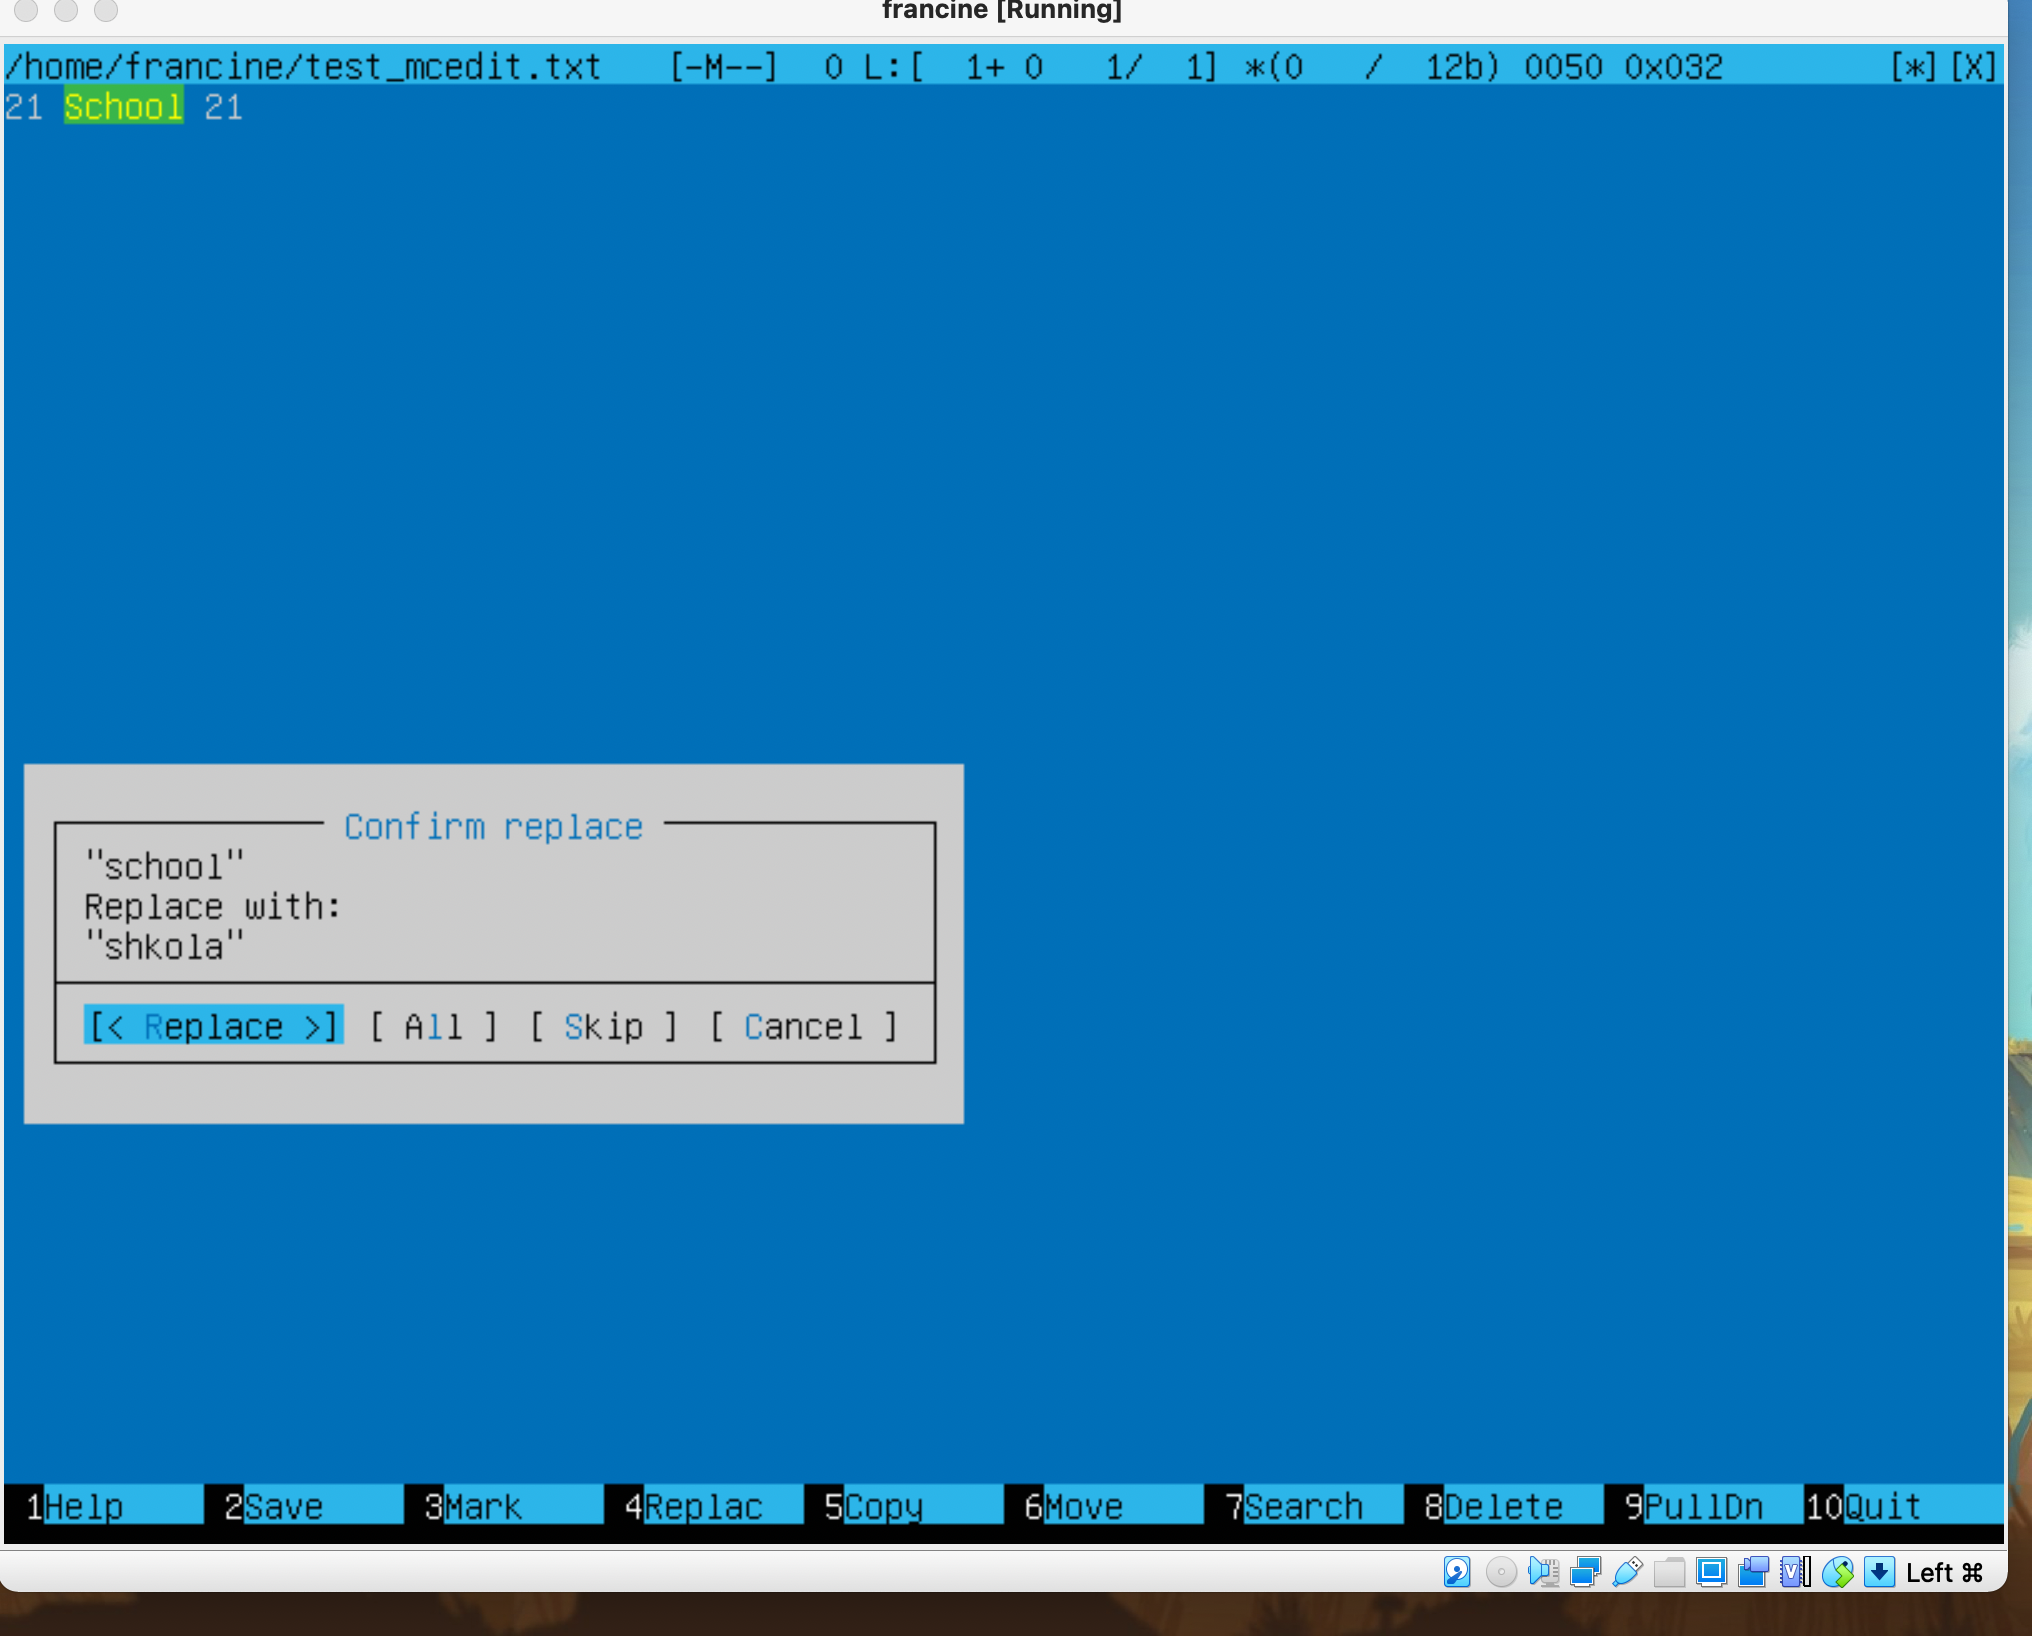 francine [Running]
/home/francine/test_mcedit.txt [-M--] 0 L:[ 1+ 0 1/ 1] *(0 / 12b) 0050 0x032 [*][X]
21 School 21
Confirm replace
"school"
Replace with:
"shkola"
[< Replace >] [ All ] [ Skip ] [ Cancel ]
1Help 2Save 3Mark 4Replac 5Copy 6Move 7Search 8Delete 9PullDn 10Quit
Left ⌘